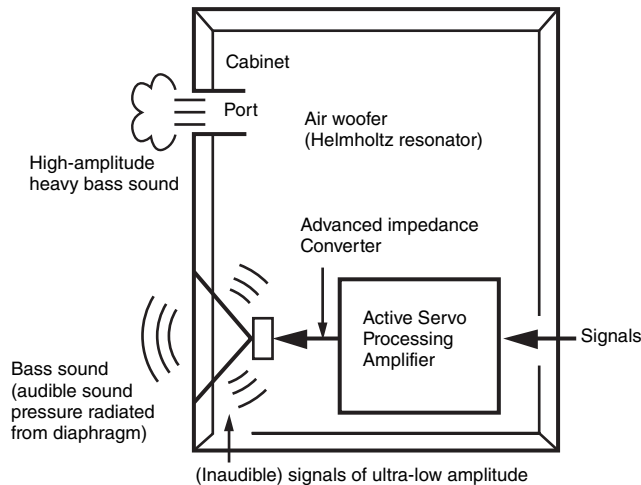 Cabinet
Port
Air woofer
(Helmholtz resonator)
High-amplitude
heavy bass sound
Advanced impedance
Converter
Active Servo
Processing
Amplifier
Signals
Bass sound
(audible sound
pressure radiated
from diaphragm)
(Inaudible) signals of ultra-low amplitude